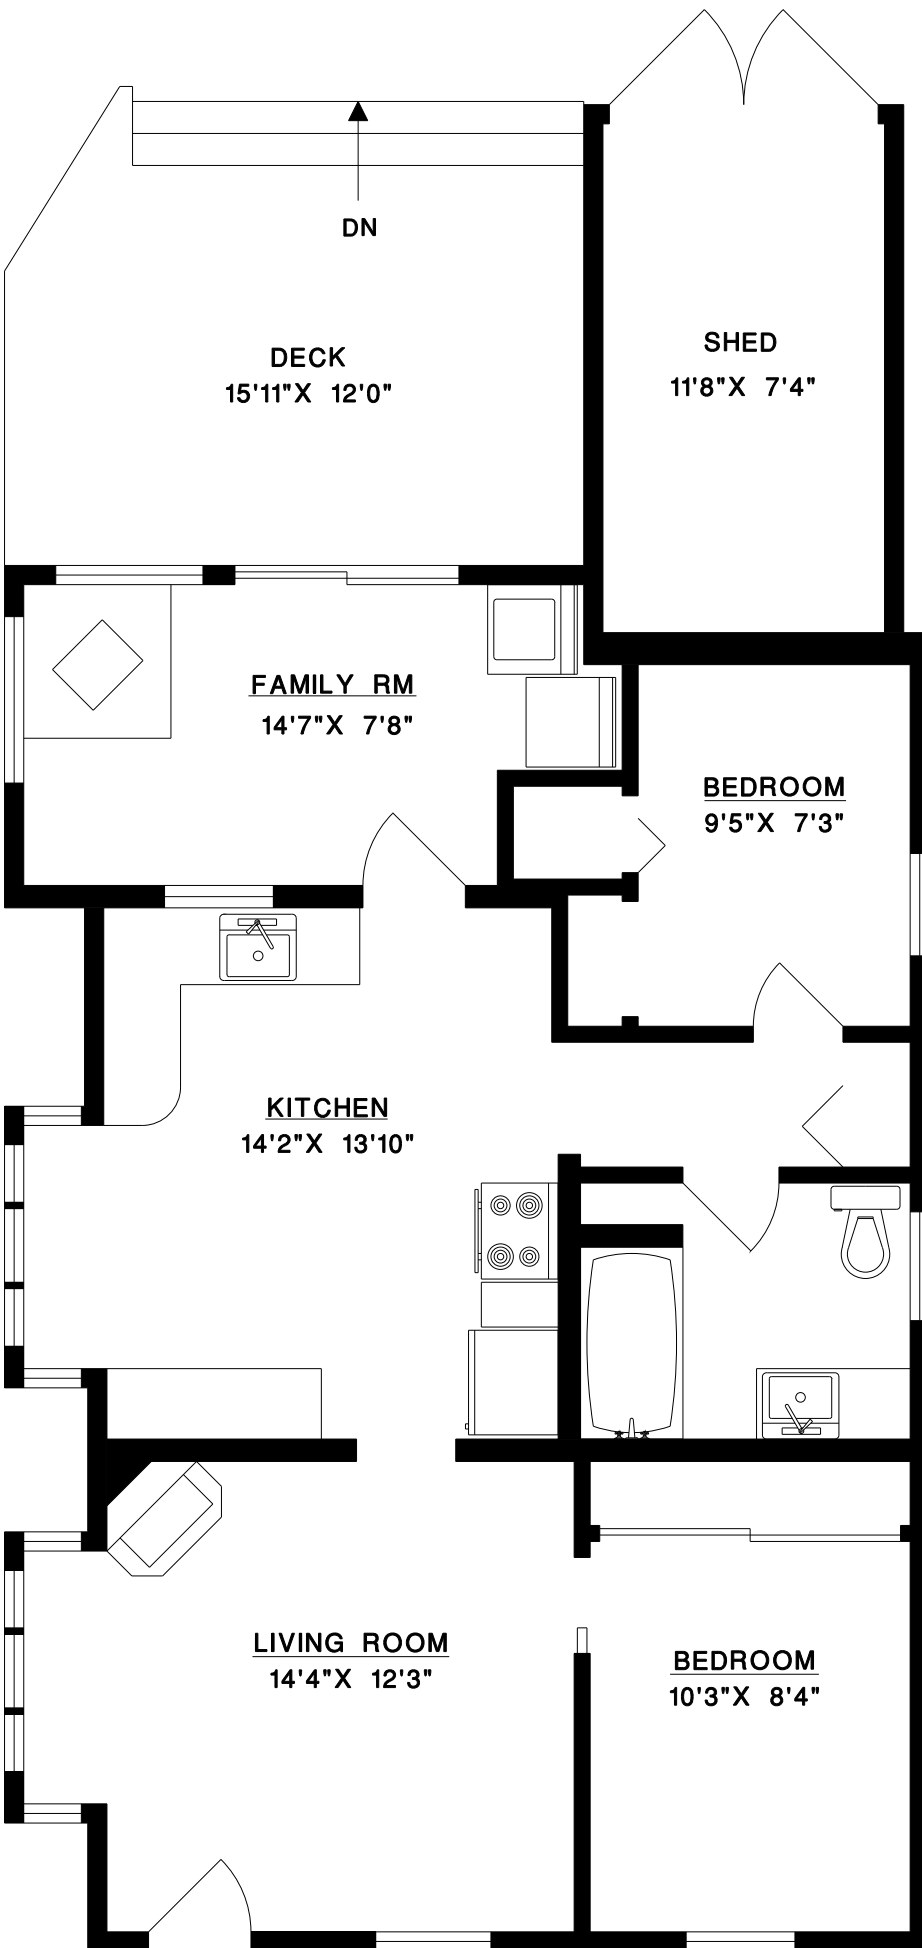 DN
DECK
15'11"X 12'0"
SHED
11'8"X 7'4"
FAMILY RM
14'7"X 7'8"
BEDROOM
9'5"X 7'3"
KITCHEN
14'2"X 13'10"
LIVING ROOM
14'4"X 12'3"
BEDROOM
10'3"X 8'4"